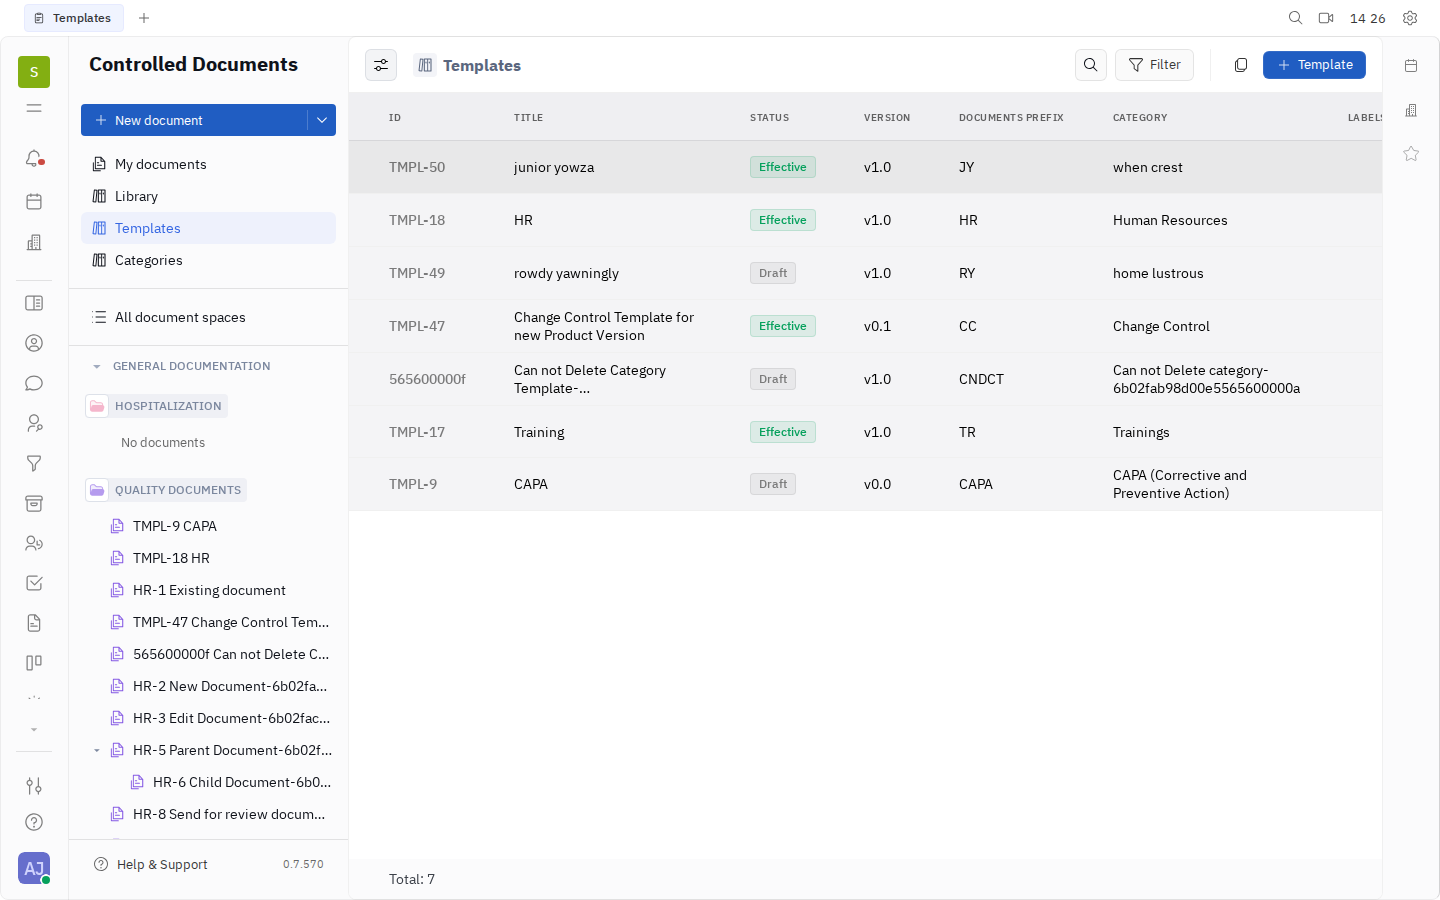 Templates
14 26
S
Controlled Documents
New document
My documents
Library
Templates
Categories
All document spaces
GENERAL DOCUMENTATION
HOSPITALIZATION
No documents
QUALITY DOCUMENTS
TMPL-9 CAPA
TMPL-18 HR
HR-1 Existing document
TMPL-47 Change Control Tem...
565600000f Can not Delete C...
HR-2 New Document-6b02fa...
HR-3 Edit Document-6b02fac...
HR-5 Parent Document-6b02f...
HR-6 Child Document-6b0...
HR-8 Send for review docum...
Help & Support 0.7.570
AJ
Templates
Filter
Template
ID TITLE STATUS VERSION DOCUMENTS PREFIX CATEGORY LABELS
TMPL-50 junior yowza Effective v1.0 JY when crest
TMPL-18 HR Effective v1.0 HR Human Resources
TMPL-49 rowdy yawningly Draft v1.0 RY home lustrous
TMPL-47 Change Control Template for new Product Version Effective v0.1 CC Change Control
565600000f Can not Delete Category Template-... Draft v1.0 CNDCT Can not Delete category-6b02fab98d00e5565600000a
TMPL-17 Training Effective v1.0 TR Trainings
TMPL-9 CAPA Draft v0.0 CAPA CAPA (Corrective and Preventive Action)
Total: 7